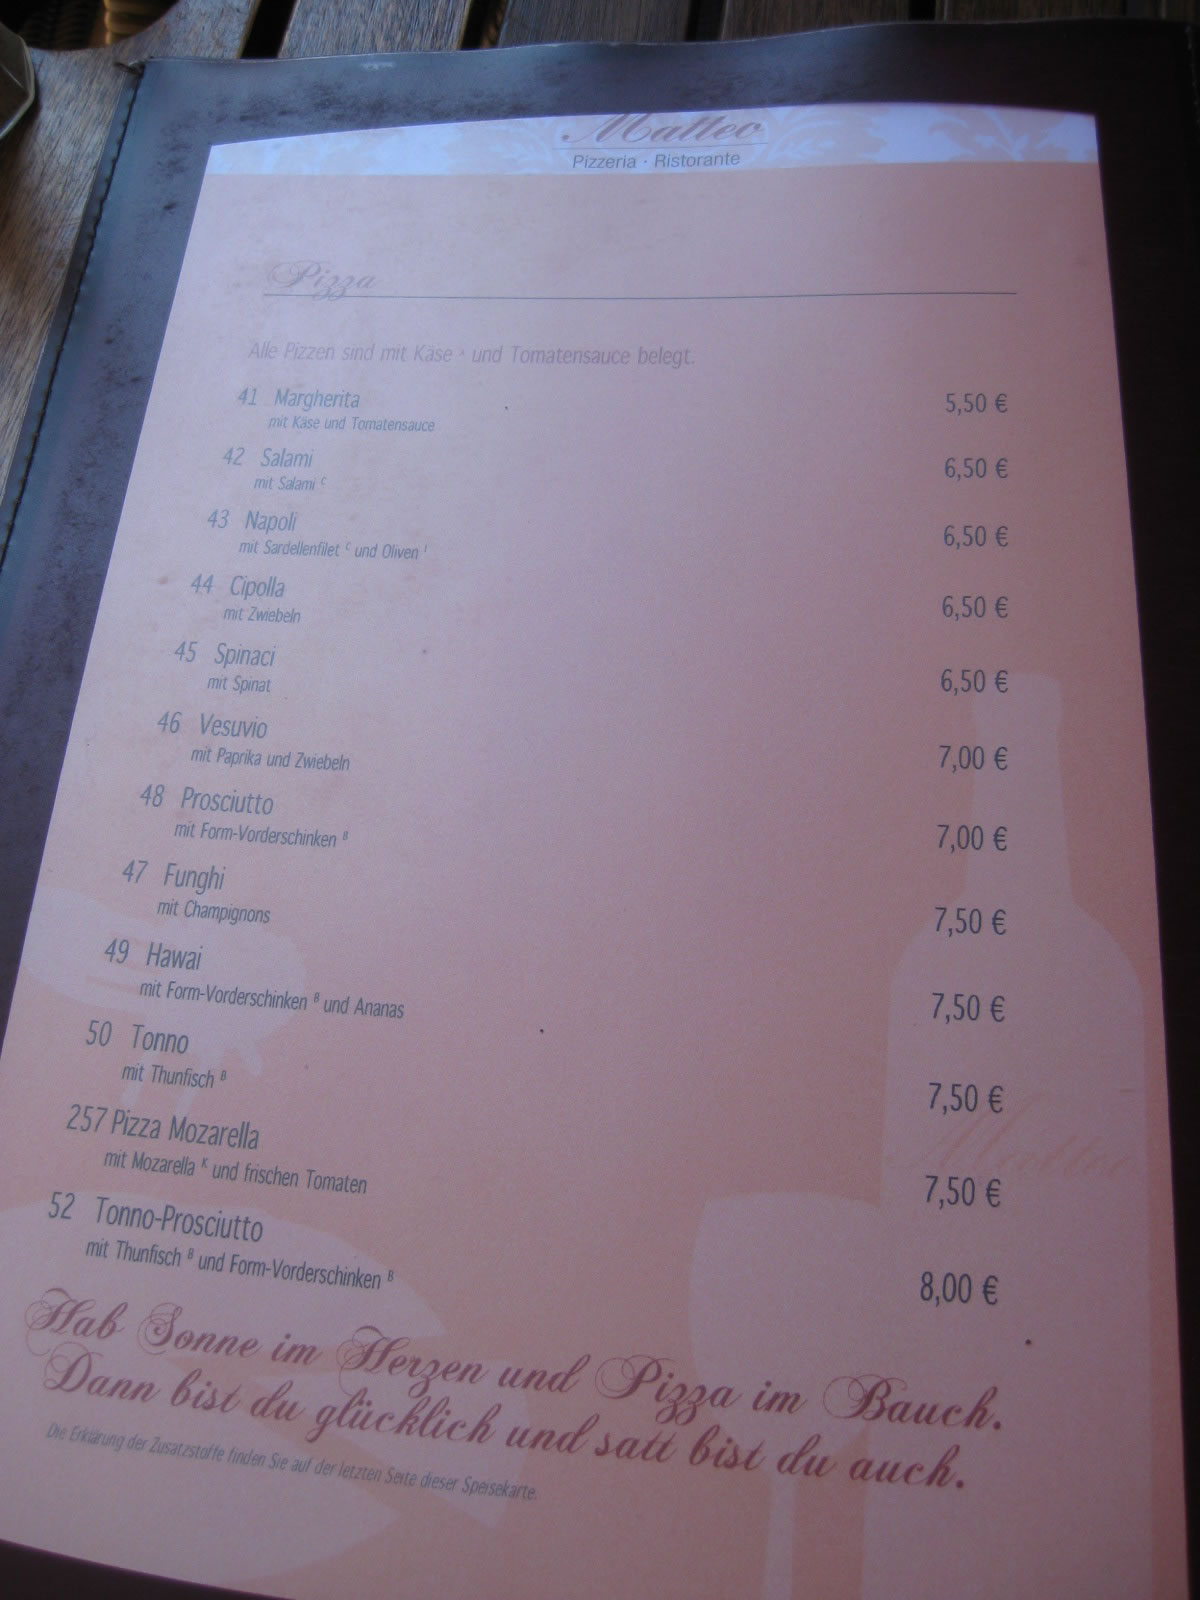 Matteo
Pizzeria · Ristorante
Pizza
Alle Pizzen sind mit Käse ᴬ und Tomatensauce belegt.
41 Margherita 5,50 €
mit Käse und Tomatensauce
42 Salami 6,50 €
mit Salami ᶜ
43 Napoli 6,50 €
mit Sardellenfilet ᶜ und Oliven ᴵ
44 Cipolla 6,50 €
mit Zwiebeln
45 Spinaci 6,50 €
mit Spinat
46 Vesuvio 7,00 €
mit Paprika und Zwiebeln
48 Prosciutto 7,00 €
mit Form-Vorderschinken ᴮ
47 Funghi 7,50 €
mit Champignons
49 Hawai 7,50 €
mit Form-Vorderschinken ᴮ und Ananas
50 Tonno 7,50 €
mit Thunfisch ᴮ
Matteo
257 Pizza Mozarella 7,50 €
mit Mozarella ᴷ und frischen Tomaten
52 Tonno-Prosciutto 8,00 €
mit Thunfisch ᴮ und Form-Vorderschinken ᴮ
Hab Sonne im Herzen und Pizza im Bauch.
Dann bist du glücklich und satt bist du auch.
Die Erklärung der Zusatzstoffe finden Sie auf der letzten Seite dieser Speisekarte.